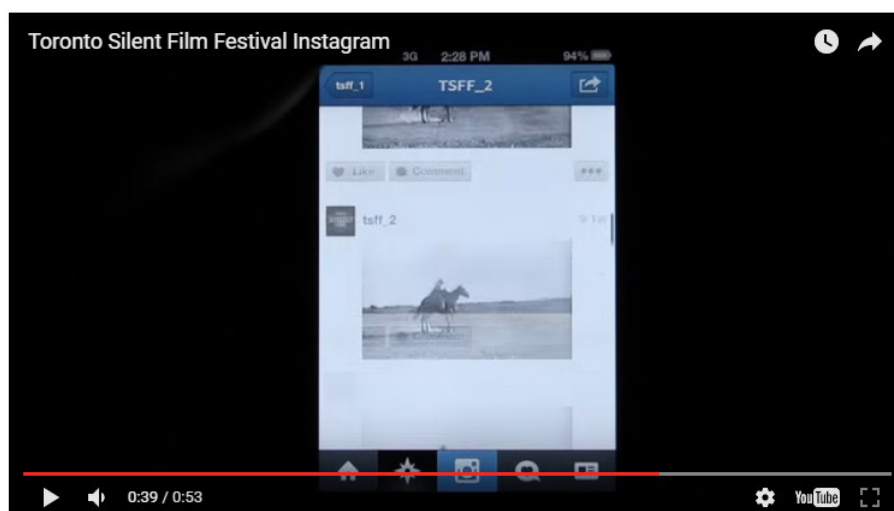 Toronto Silent Film Festival Instagram
3G 2:28 PM 94%
tsff_1 TSFF_2
Like Comment
tsff_2 1w
0:39 / 0:53 YouTube